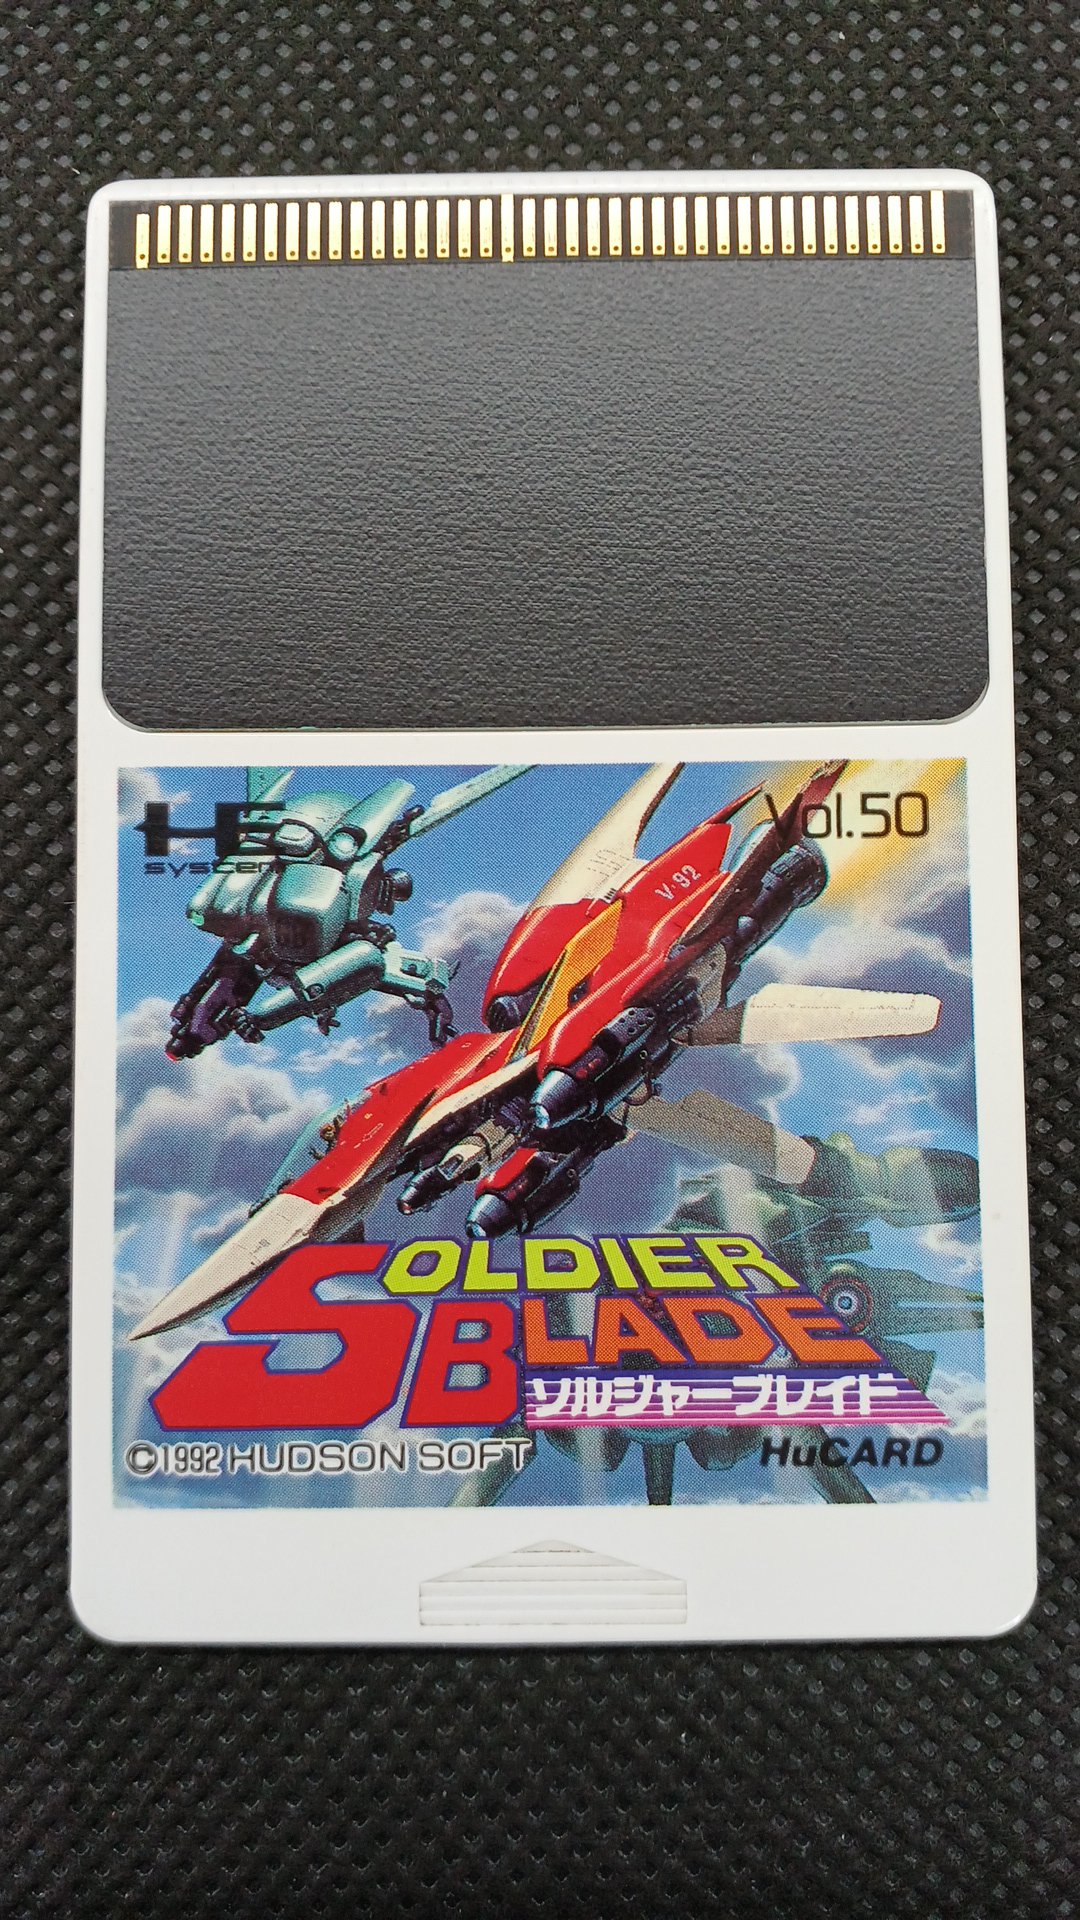 HE
system
Vol.50
V-92
SOLDIER
BLADE
ソルジャーブレイド
©1992 HUDSON SOFT
HuCARD